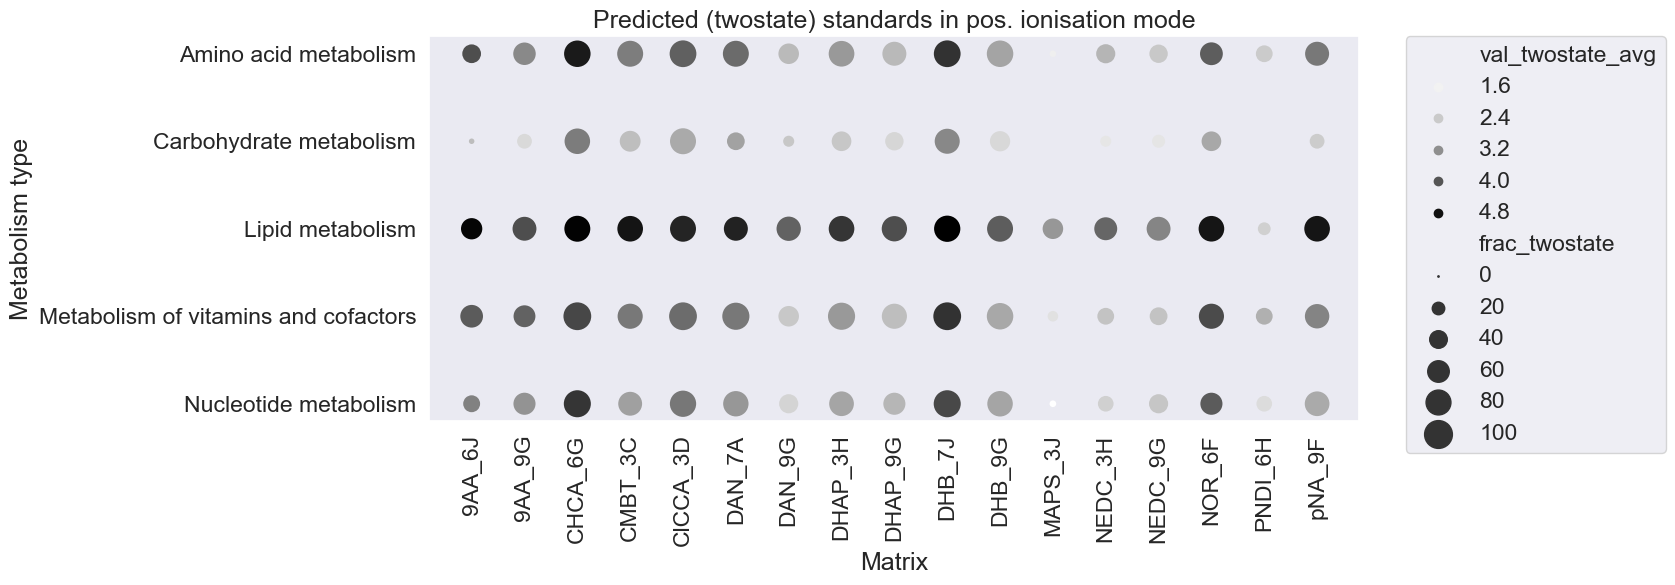 Predicted (twostate) standards in pos. ionisation mode
Metabolism type
Amino acid metabolism
Carbohydrate metabolism
Lipid metabolism
Metabolism of vitamins and cofactors
Nucleotide metabolism
9AA_6J
9AA_9G
CHCA_6G
CMBT_3C
CICCA_3D
DAN_7A
DAN_9G
DHAP_3H
DHAP_9G
DHB_7J
DHB_9G
MAPS_3J
NEDC_3H
NEDC_9G
NOR_6F
PNDI_6H
pNA_9F
Matrix
val_twostate_avg
1.6
2.4
3.2
4.0
4.8
frac_twostate
0
20
40
60
80
100